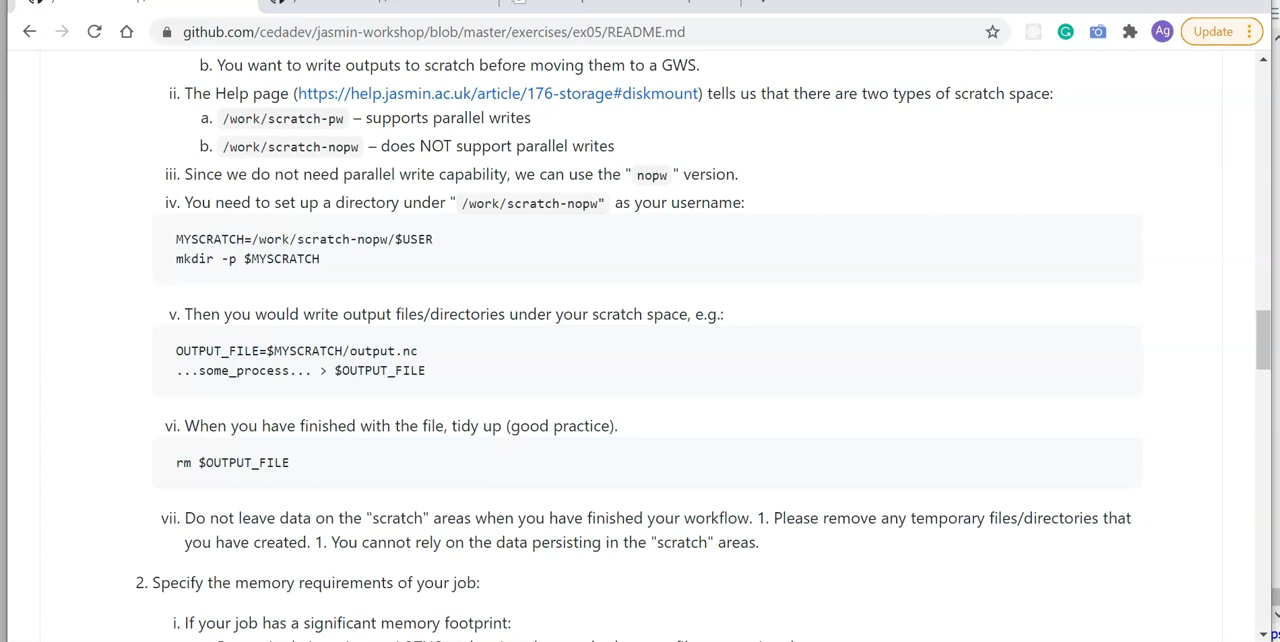 github.com/cedadev/jasmin-workshop/blob/master/exercises/ex05/README.md
Ag
Update
b. You want to write outputs to scratch before moving them to a GWS.
ii. The Help page (https://help.jasmin.ac.uk/article/176-storage#diskmount) tells us that there are two types of scratch space:
a. /work/scratch-pw – supports parallel writes
b. /work/scratch-nopw – does NOT support parallel writes
iii. Since we do not need parallel write capability, we can use the " nopw " version.
iv. You need to set up a directory under " /work/scratch-nopw" as your username:
MYSCRATCH=/work/scratch-nopw/$USER
mkdir -p $MYSCRATCH
v. Then you would write output files/directories under your scratch space, e.g.:
OUTPUT_FILE=$MYSCRATCH/output.nc
...some_process... > $OUTPUT_FILE
vi. When you have finished with the file, tidy up (good practice).
rm $OUTPUT_FILE
vii. Do not leave data on the "scratch" areas when you have finished your workflow. 1. Please remove any temporary files/directories that
you have created. 1. You cannot rely on the data persisting in the "scratch" areas.
2. Specify the memory requirements of your job:
i. If your job has a significant memory footprint: